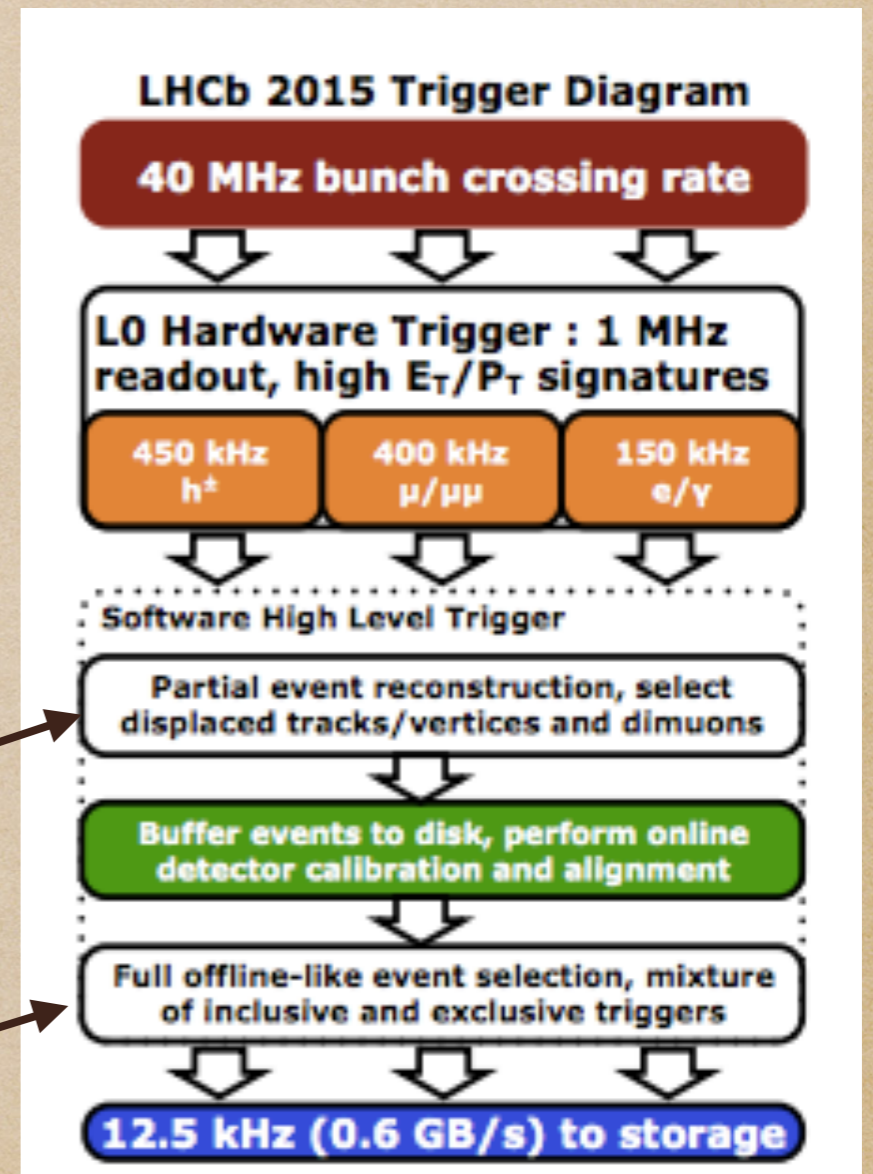 LHCb 2015 Trigger Diagram
40 MHz bunch crossing rate
L0 Hardware Trigger : 1 MHz
readout, high E_T/P_T signatures
450 kHz
h±
400 kHz
μ/μμ
150 kHz
e/γ
Software High Level Trigger
Partial event reconstruction, select
displaced tracks/vertices and dimuons
Buffer events to disk, perform online
detector calibration and alignment
Full offline-like event selection, mixture
of inclusive and exclusive triggers
12.5 kHz (0.6 GB/s) to storage